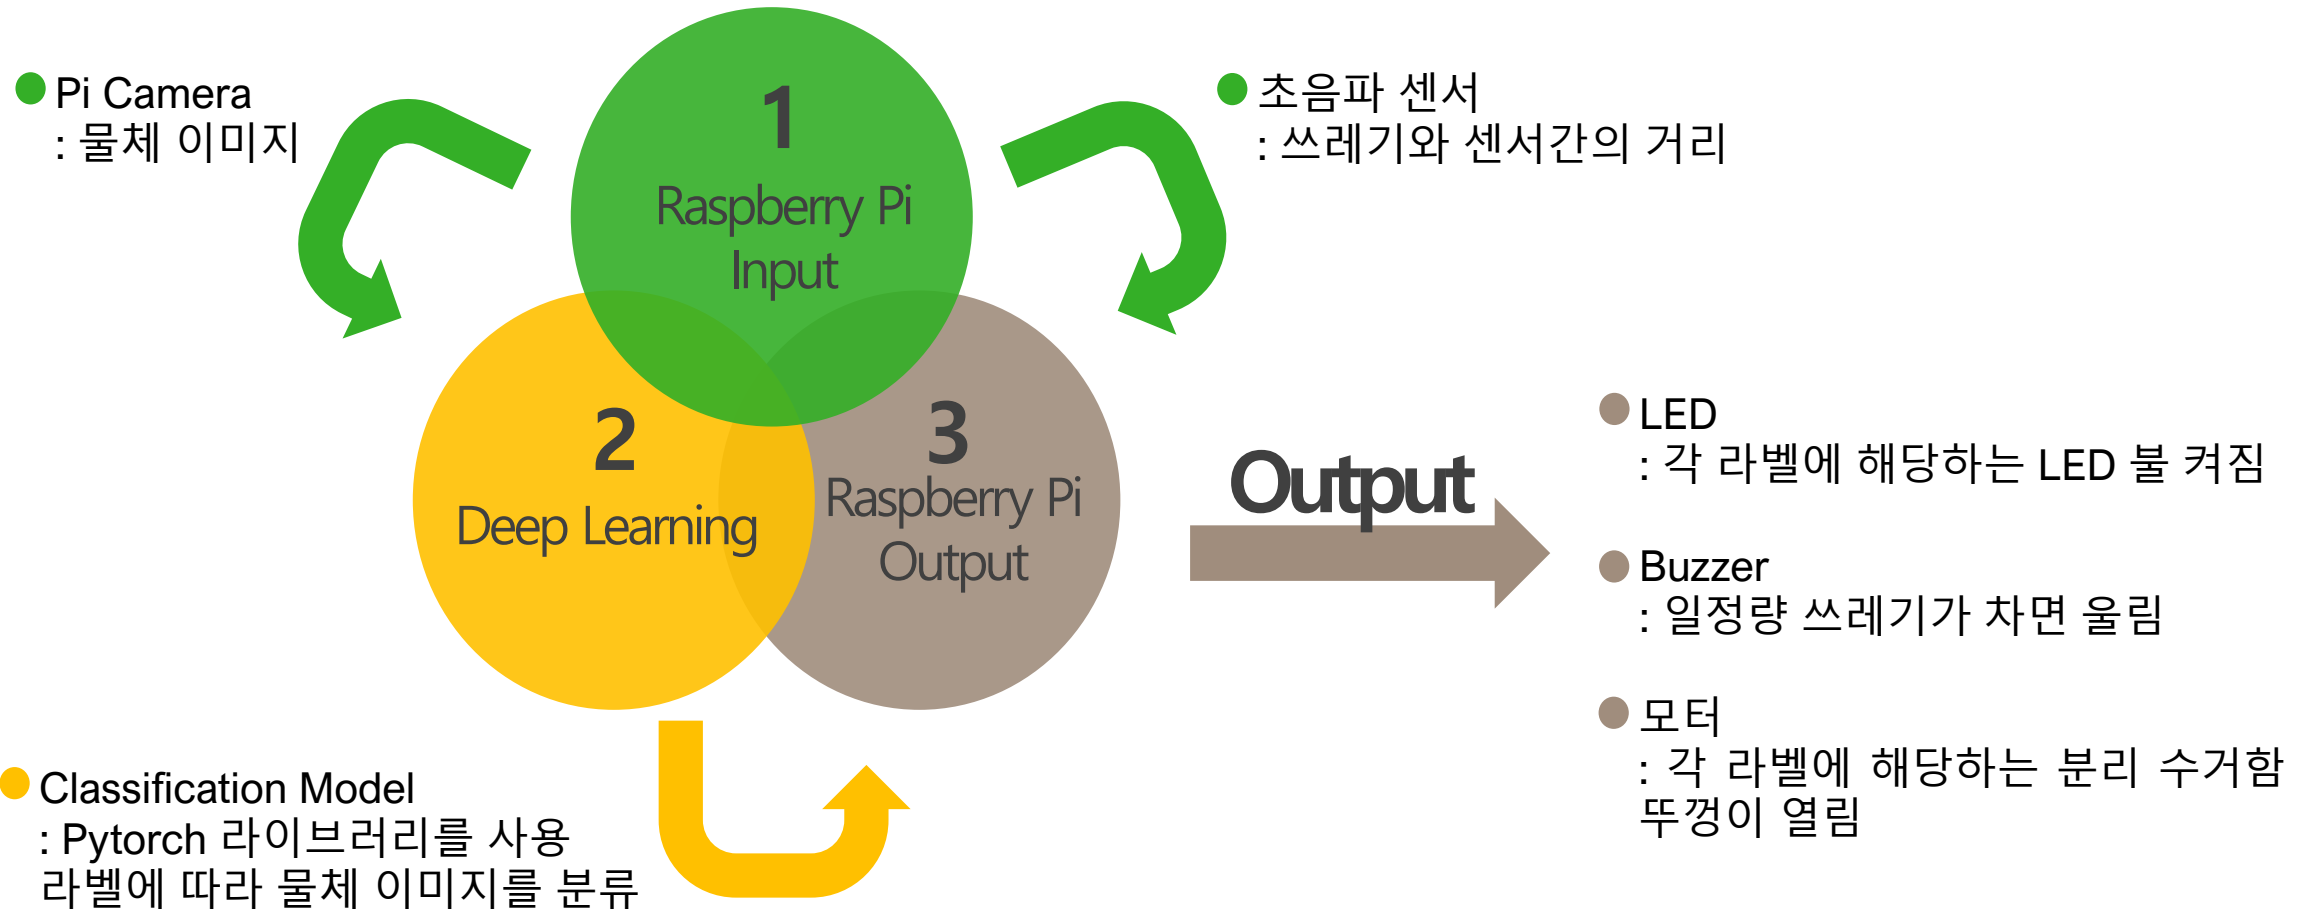 Pi Camera
: 물체 이미지
1
Raspberry Pi
Input
초음파 센서
: 쓰레기와 센서간의 거리
2
Deep Learning
3
Raspberry Pi
Output
Output
LED
: 각 라벨에 해당하는 LED 불 켜짐
Buzzer
: 일정량 쓰레기가 차면 울림
모터
: 각 라벨에 해당하는 분리 수거함
뚜껑이 열림
Classification Model
: Pytorch 라이브러리를 사용
라벨에 따라 물체 이미지를 분류